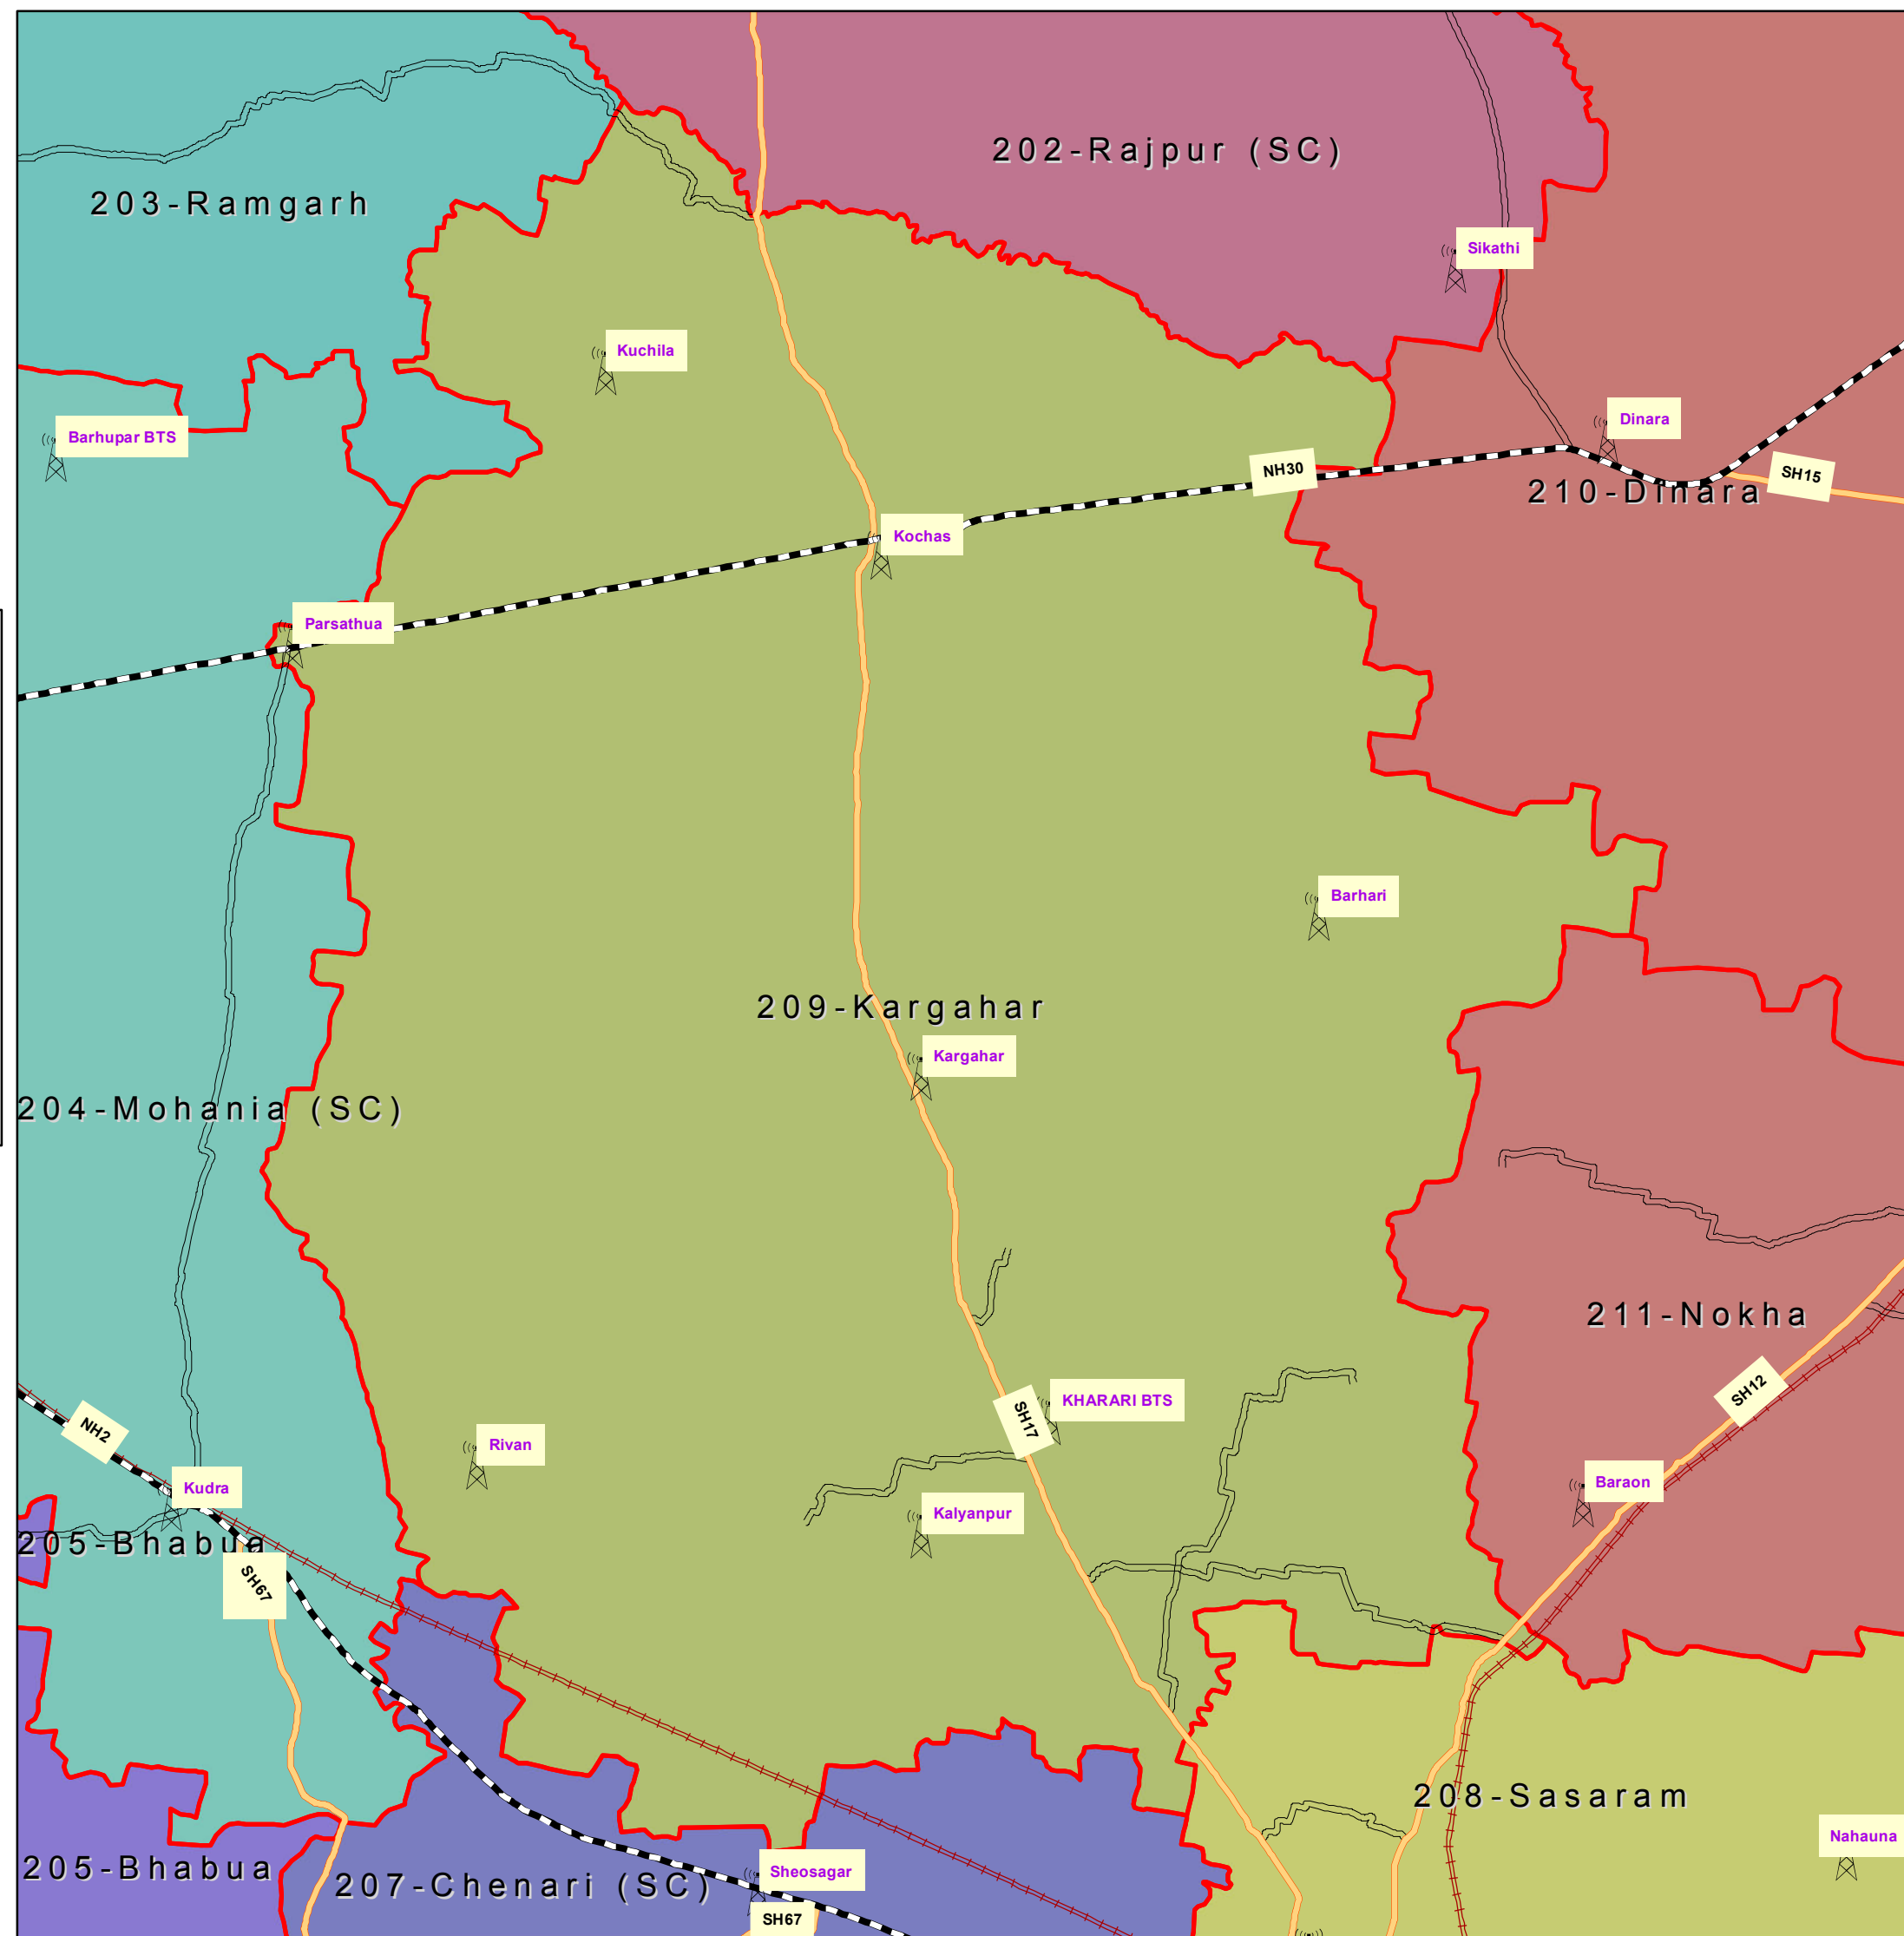 202-Rajpur (SC)
203-Ramgarh
Sikathi
Kuchila
Dinara
Barhupar BTS
NH30
SH15
210-Dinara
Kochas
Parsathua
Barhari
209-Kargahar
Kargahar
204-Mohania (SC)
211-Nokha
SH12
KHARARI BTS
SH17
NH2
Rivan
Baraon
Kudra
Kalyanpur
205-Bhabua
SH67
208-Sasaram
Nahauna
205-Bhabua
Sheosagar
207-Chenari (SC)
SH67